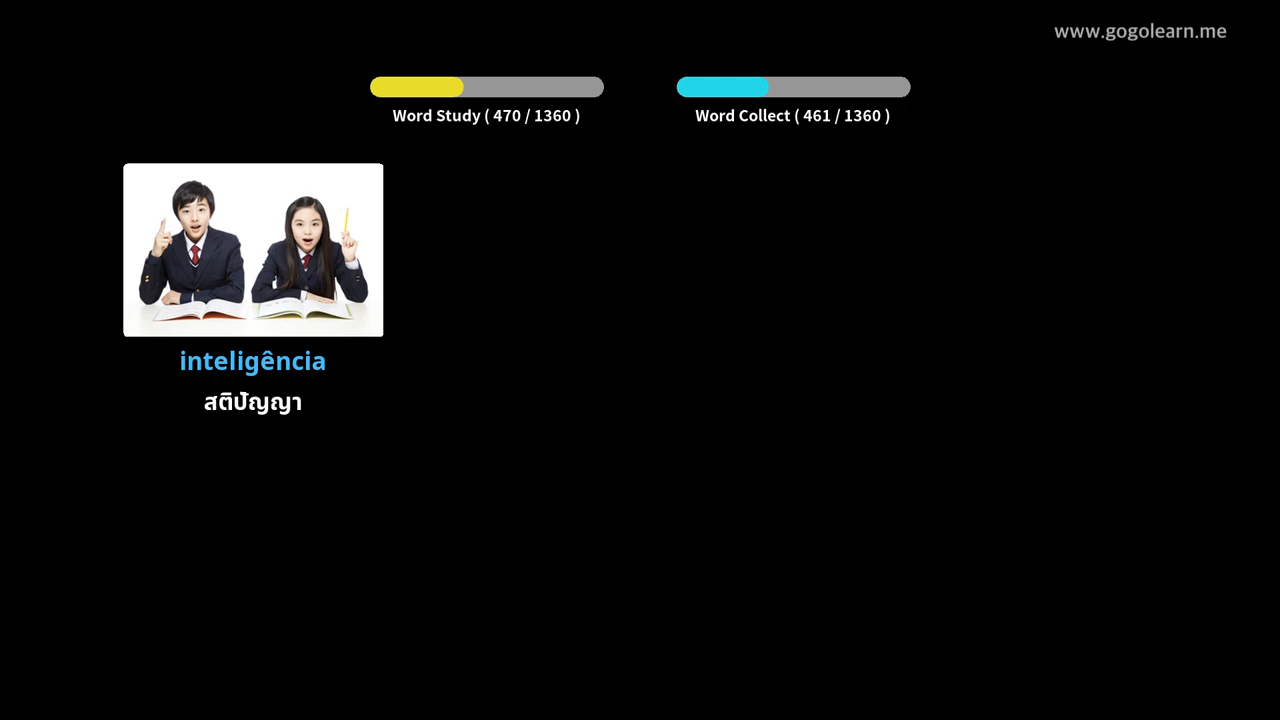 www.gogolearn.me
Word Study ( 470 / 1360 )
Word Collect ( 461 / 1360 )
inteligência
สติปัญญา